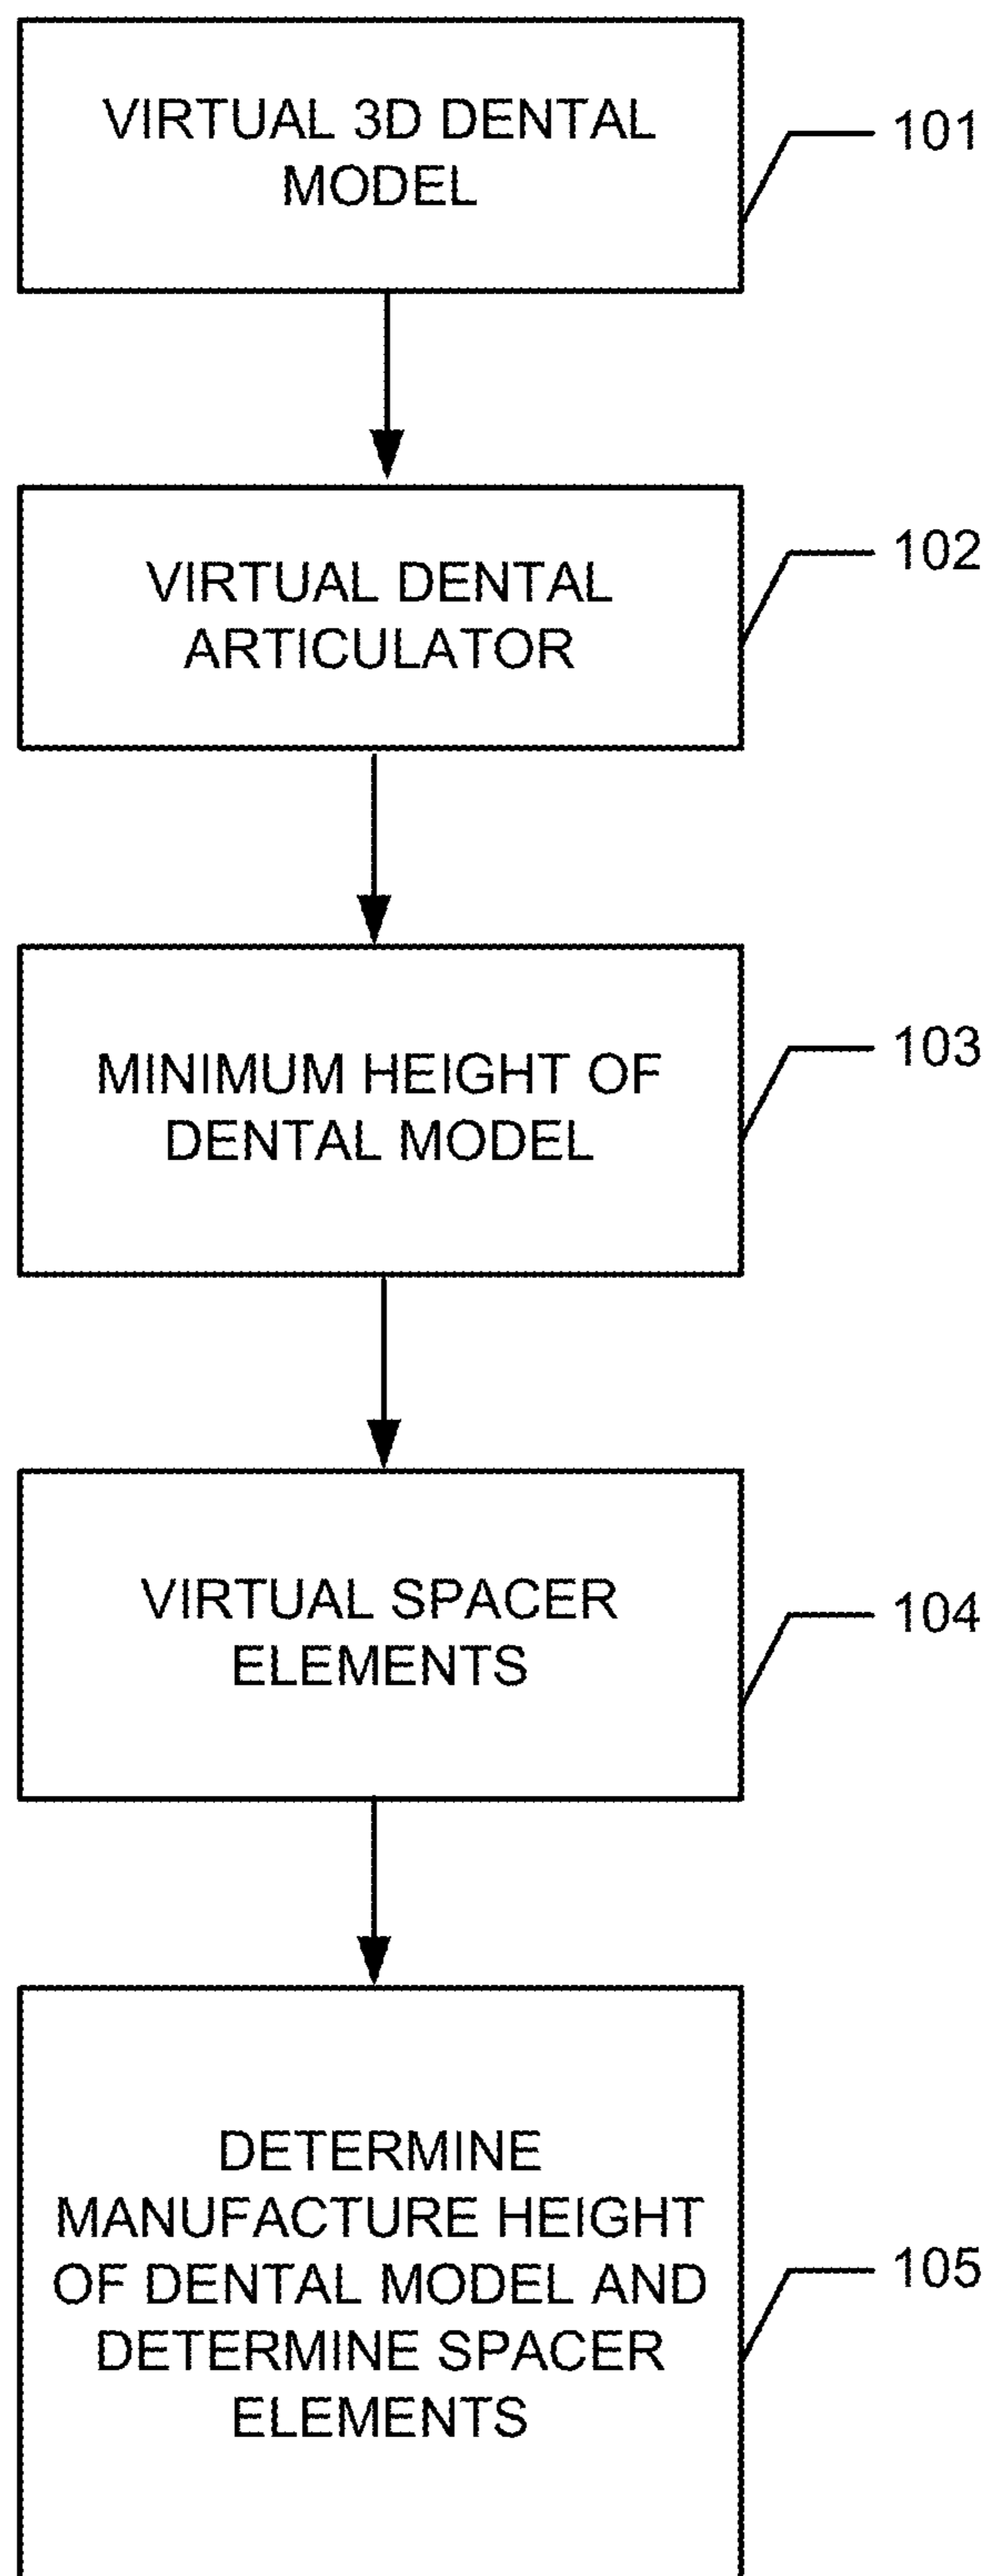 VIRTUAL 3D DENTAL
MODEL
101
VIRTUAL DENTAL
ARTICULATOR
102
MINIMUM HEIGHT OF
DENTAL MODEL
103
VIRTUAL SPACER
ELEMENTS
104
DETERMINE
MANUFACTURE HEIGHT
OF DENTAL MODEL AND
DETERMINE SPACER
ELEMENTS
105